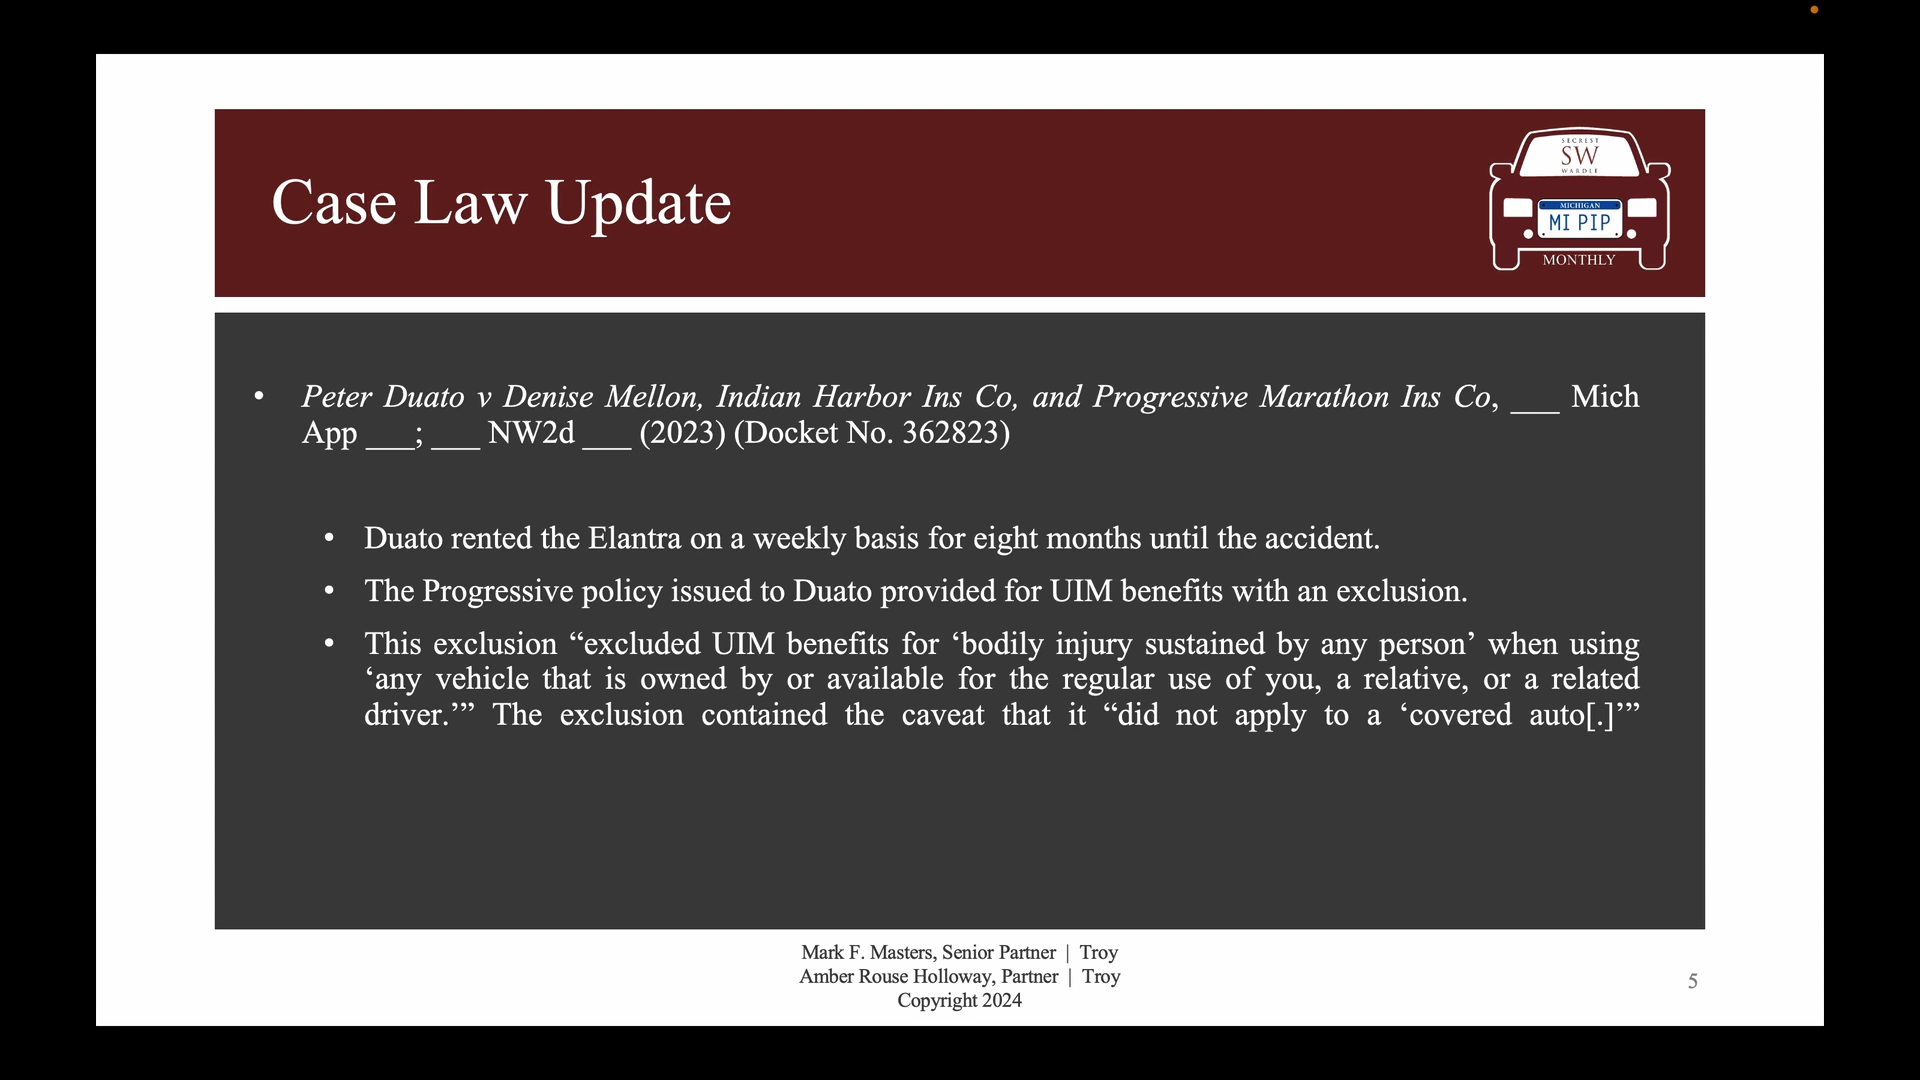 Case Law Update
SECREST
SW
WARDLE
MICHIGAN
MI PIP
MONTHLY
• Peter Duato v Denise Mellon, Indian Harbor Ins Co, and Progressive Marathon Ins Co, ___ Mich
App ___; ___ NW2d ___ (2023) (Docket No. 362823)
• Duato rented the Elantra on a weekly basis for eight months until the accident.
• The Progressive policy issued to Duato provided for UIM benefits with an exclusion.
• This exclusion “excluded UIM benefits for ‘bodily injury sustained by any person’ when using
‘any vehicle that is owned by or available for the regular use of you, a relative, or a related
driver.’” The exclusion contained the caveat that it “did not apply to a ‘covered auto[.]’”
Mark F. Masters, Senior Partner | Troy
Amber Rouse Holloway, Partner | Troy
Copyright 2024
5